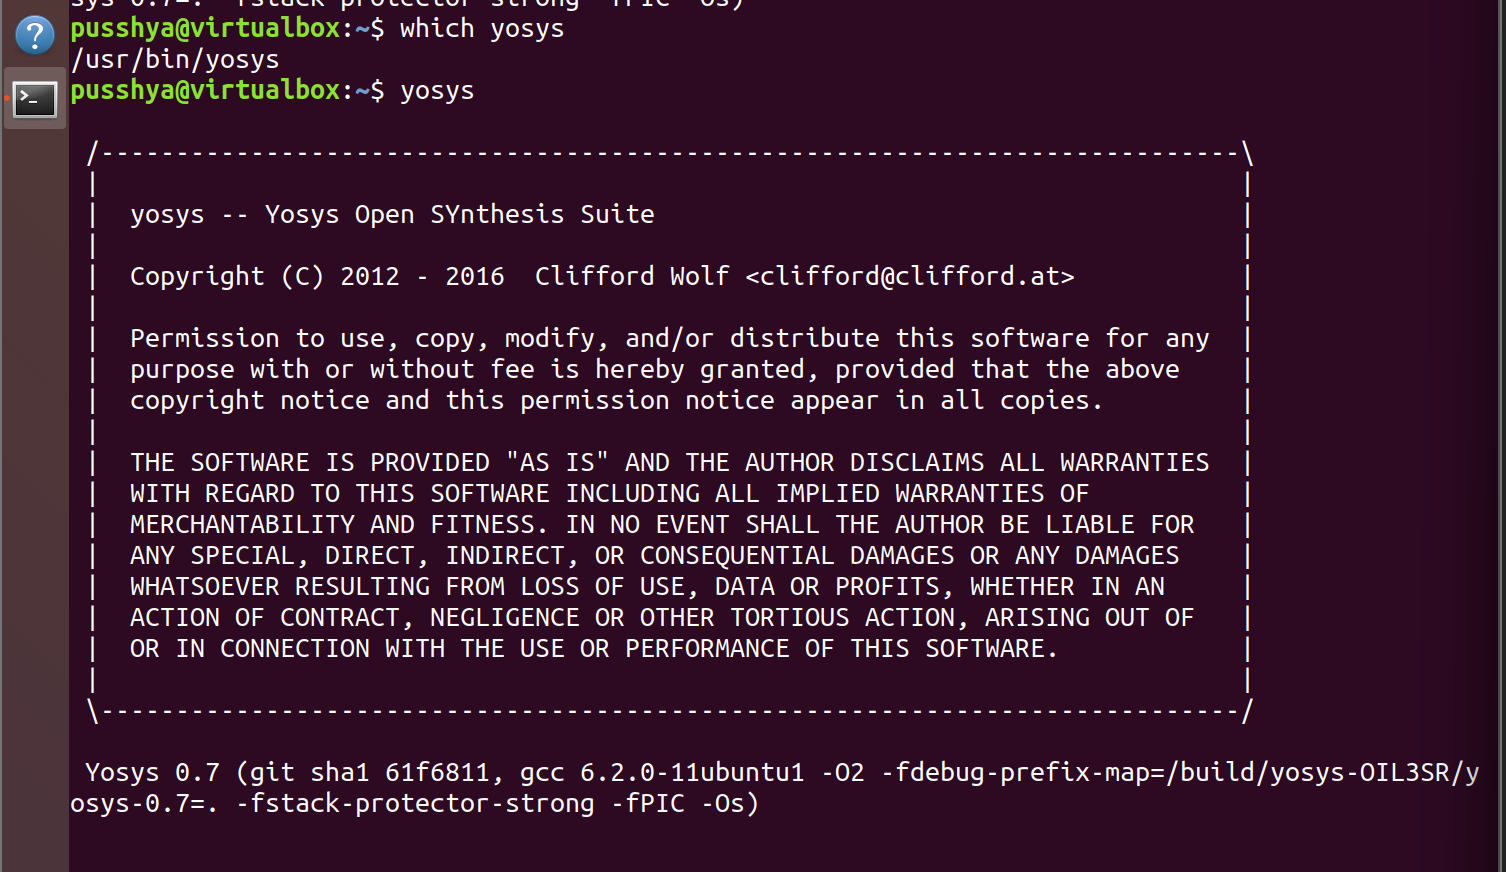 sys-0.7=. -fstack-protector-strong -fPIC -Os)
pusshya@virtualbox:~$ which yosys
/usr/bin/yosys
pusshya@virtualbox:~$ yosys
/----------------------------------------------------------------------------\
|                                                                            |
|  yosys -- Yosys Open SYnthesis Suite                                       |
|                                                                            |
|  Copyright (C) 2012 - 2016  Clifford Wolf <clifford@clifford.at>           |
|                                                                            |
|  Permission to use, copy, modify, and/or distribute this software for any  |
|  purpose with or without fee is hereby granted, provided that the above    |
|  copyright notice and this permission notice appear in all copies.         |
|                                                                            |
|  THE SOFTWARE IS PROVIDED "AS IS" AND THE AUTHOR DISCLAIMS ALL WARRANTIES  |
|  WITH REGARD TO THIS SOFTWARE INCLUDING ALL IMPLIED WARRANTIES OF          |
|  MERCHANTABILITY AND FITNESS. IN NO EVENT SHALL THE AUTHOR BE LIABLE FOR   |
|  ANY SPECIAL, DIRECT, INDIRECT, OR CONSEQUENTIAL DAMAGES OR ANY DAMAGES    |
|  WHATSOEVER RESULTING FROM LOSS OF USE, DATA OR PROFITS, WHETHER IN AN     |
|  ACTION OF CONTRACT, NEGLIGENCE OR OTHER TORTIOUS ACTION, ARISING OUT OF   |
|  OR IN CONNECTION WITH THE USE OR PERFORMANCE OF THIS SOFTWARE.            |
|                                                                            |
\----------------------------------------------------------------------------/
Yosys 0.7 (git sha1 61f6811, gcc 6.2.0-11ubuntu1 -O2 -fdebug-prefix-map=/build/yosys-OIL3SR/y
osys-0.7=. -fstack-protector-strong -fPIC -Os)